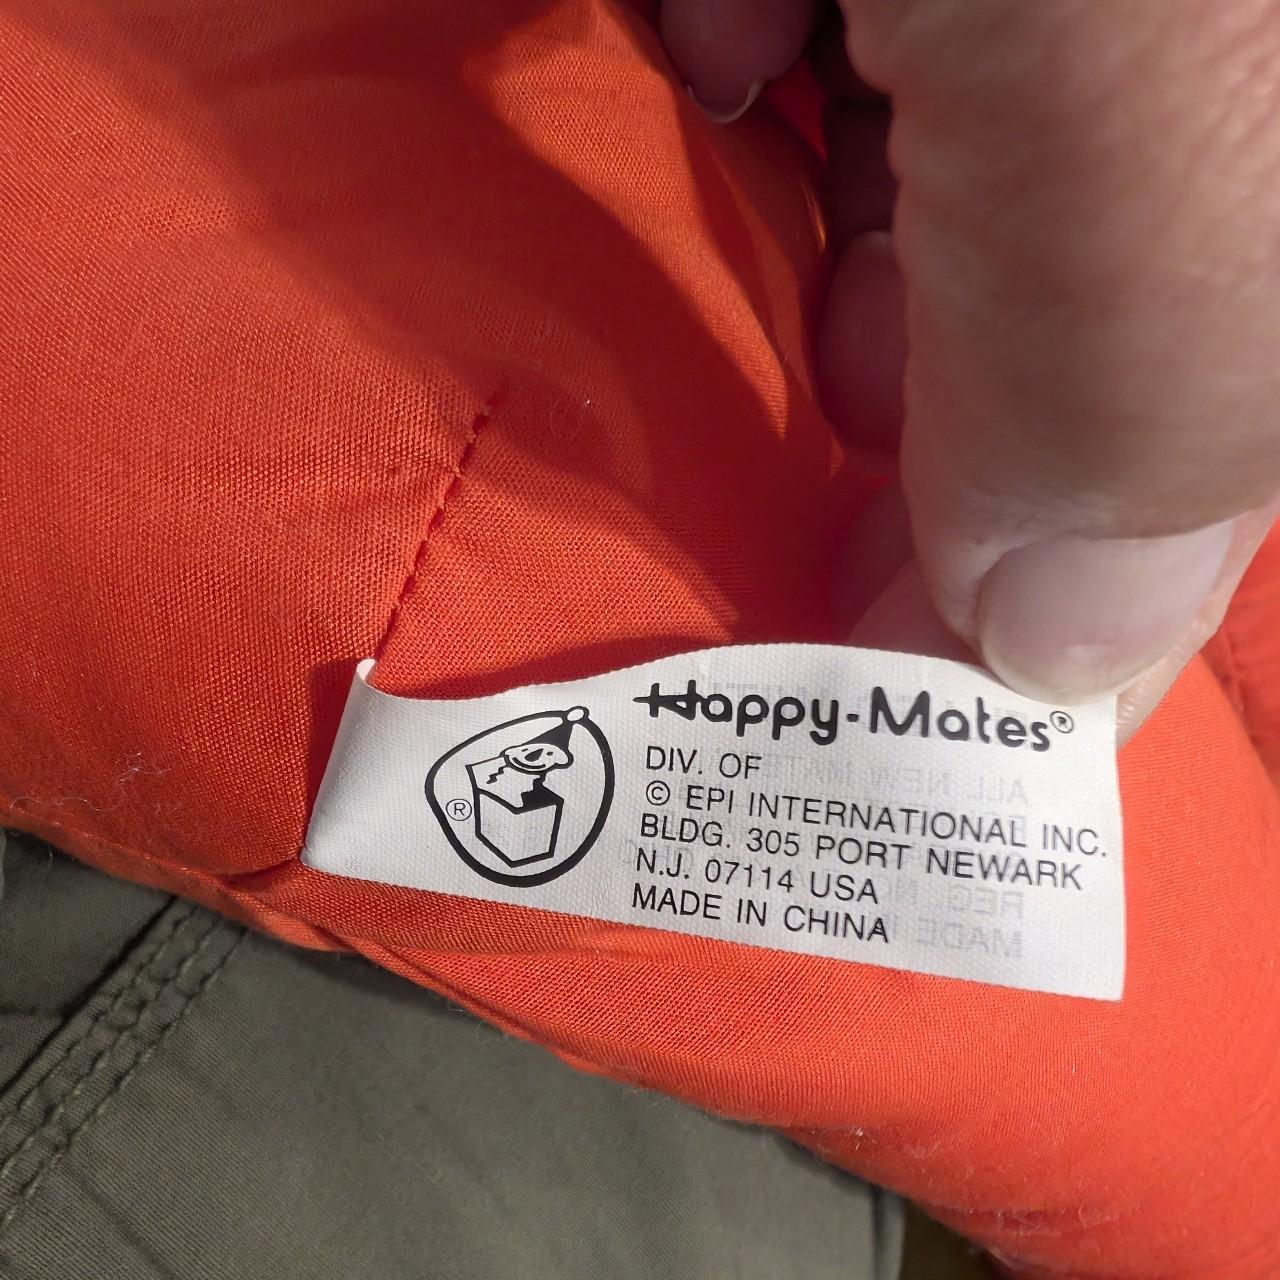 Happy-Mates®
DIV. OF
© EPI INTERNATIONAL INC.
BLDG. 305 PORT NEWARK
N.J. 07114 USA
MADE IN CHINA
®